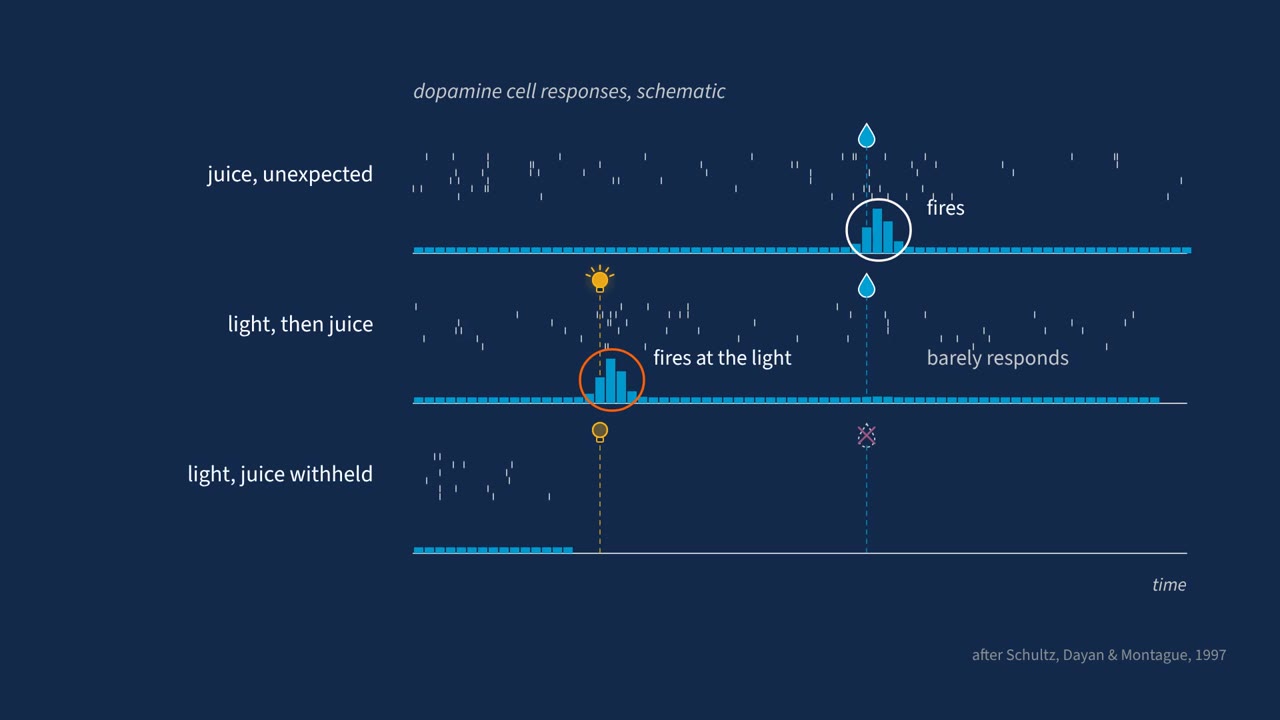 dopamine cell responses, schematic
juice, unexpected
fires
light, then juice
fires at the light
barely responds
light, juice withheld
time
after Schultz, Dayan & Montague, 1997